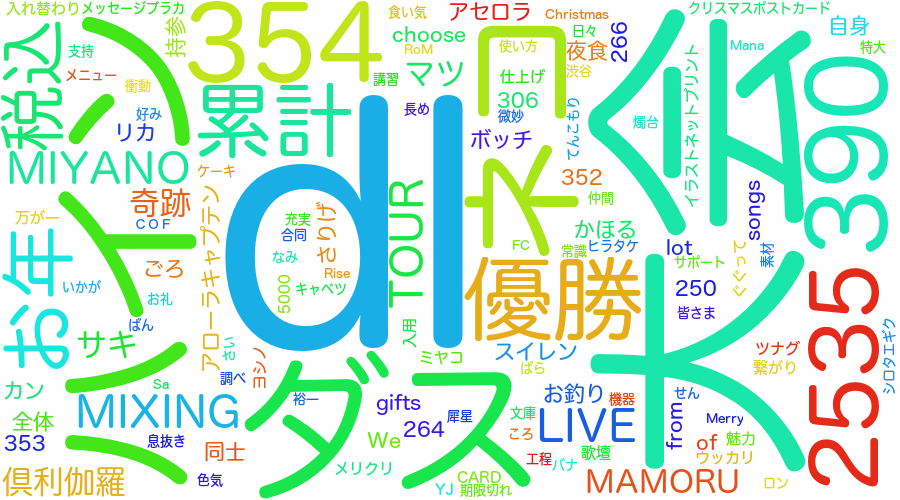 入れ替わりメッセージプラカ
食い気
アセロラ
Christmas
クリスマスポストカード
税込
支持
持参
354
RoM
choose
使い方
日々
266
Mana
自身
メニュー
衝動
講習
マツ
夜食
特大
ン
好み
累計
長め
仕上げ
渋谷
306
微妙
燭台
390
リカ
ボッチ
てんこもり
イラストネットプリント
大会
MIYANO
ケーキ
dl
コネ
352
仲間
songs
奇跡
アローラキャプテン
TOUR
万が一
COF
充実
合同
さりげ
かほる
FC
常識
ヒラタケ
lot
ぐぐって
素材
お年
イ
ごろ
なみ
Rise
優勝
サポート
いかが
お礼
5000
キャベツ
250
2535
ばん
皆さま
サキ
さい
入用
ミヤコ
スイレン
ツナグ
シロタエギク
ハ
調べ
ヨシノ
ばら
繋がり
カン
Sa
ダス
お釣り
機器
せん
MIXING
裕一
gifts
犀星
文庫
LIVE
from
Merry
全体
353
息抜き
同士
We
264
ころ
歌壇
of
魅力
メリクリ
工程
バナ
ウッカリ
倶利伽羅
色気
YJ
CARD
期限切れ
MAMORU
ロン